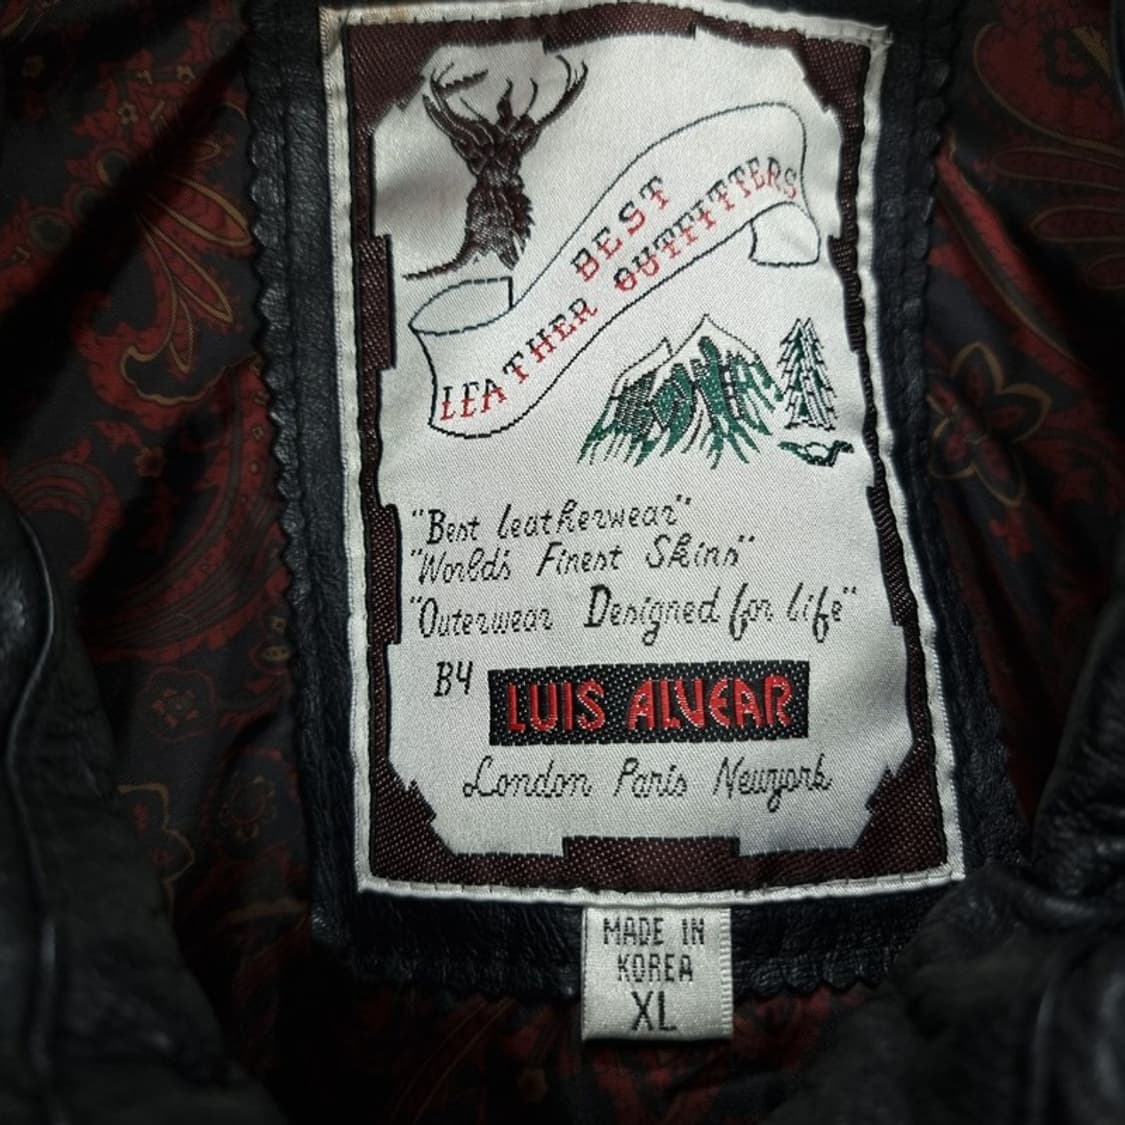 BEST
LEATHER OUTFITTERS
"Best leatherwear"
"World's Finest Skins"
"Outerwear Designed for life"
BY LUIS ALVEAR
London Paris Newyork
MADE IN
KOREA
XL